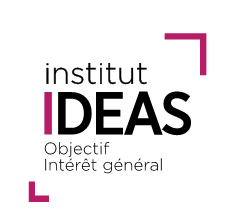 institut
IDEAS
Objectif
Intérêt général